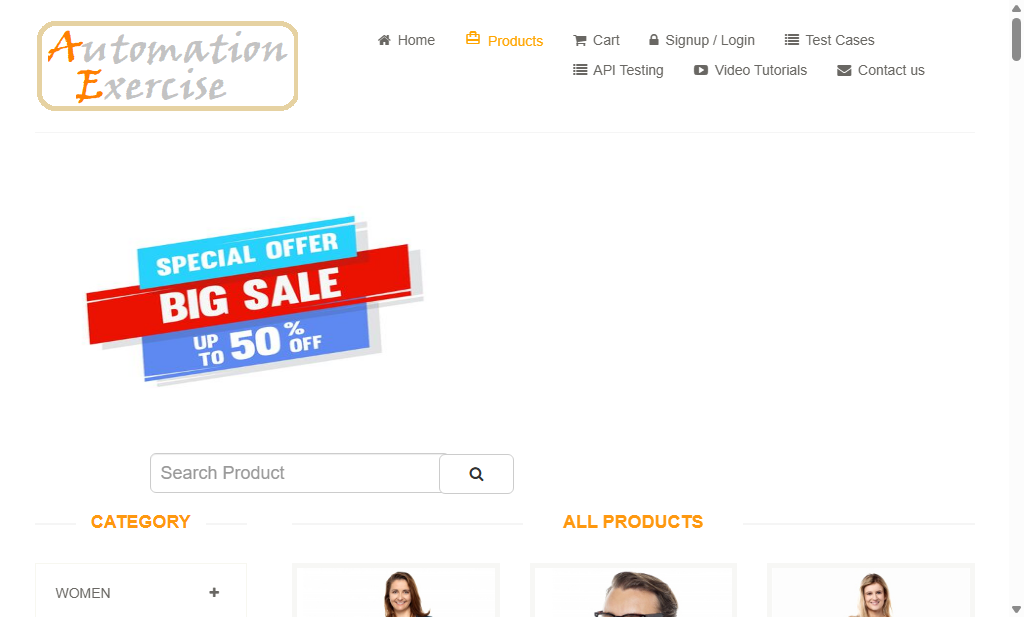 Automation
Exercise
Home Products Cart Signup / Login Test Cases
API Testing Video Tutorials Contact us
SPECIAL OFFER
BIG SALE
UP TO 50% OFF
Search Product
CATEGORY
ALL PRODUCTS
WOMEN